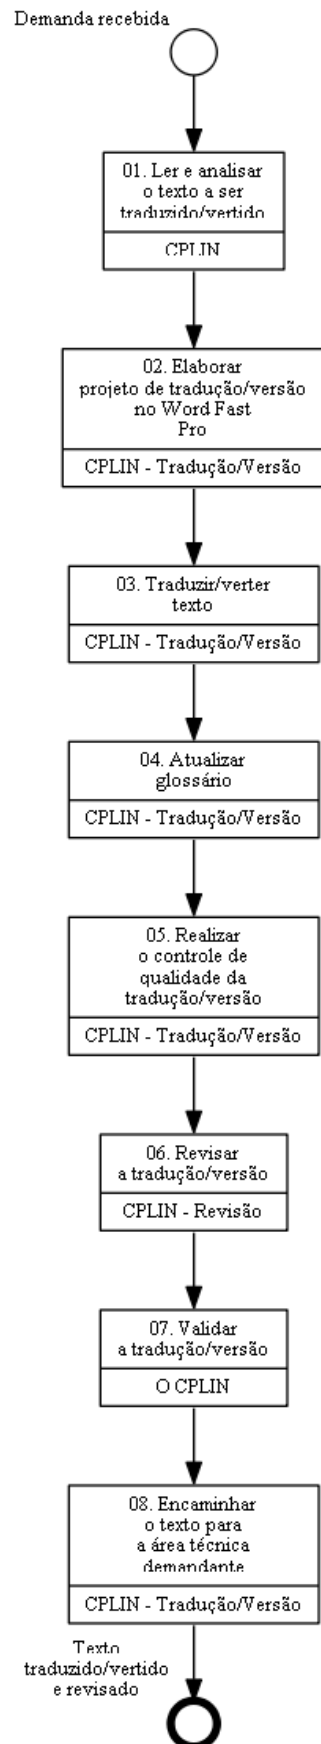 Demanda recebida
01. Ler e analisar
o texto a ser
traduzido/vertido
CPLIN
02. Elaborar
projeto de tradução/versão
no Word Fast
Pro
CPLIN - Tradução/Versão
03. Traduzir/verter
texto
CPLIN - Tradução/Versão
04. Atualizar
glossário
CPLIN - Tradução/Versão
05. Realizar
o controle de
qualidade da
tradução/versão
CPLIN - Tradução/Versão
06. Revisar
a tradução/versão
CPLIN - Revisão
07. Validar
a tradução/versão
O CPLIN
08. Encaminhar
o texto para
a área técnica
demandante
CPLIN - Tradução/Versão
Texto
traduzido/vertido
e revisado